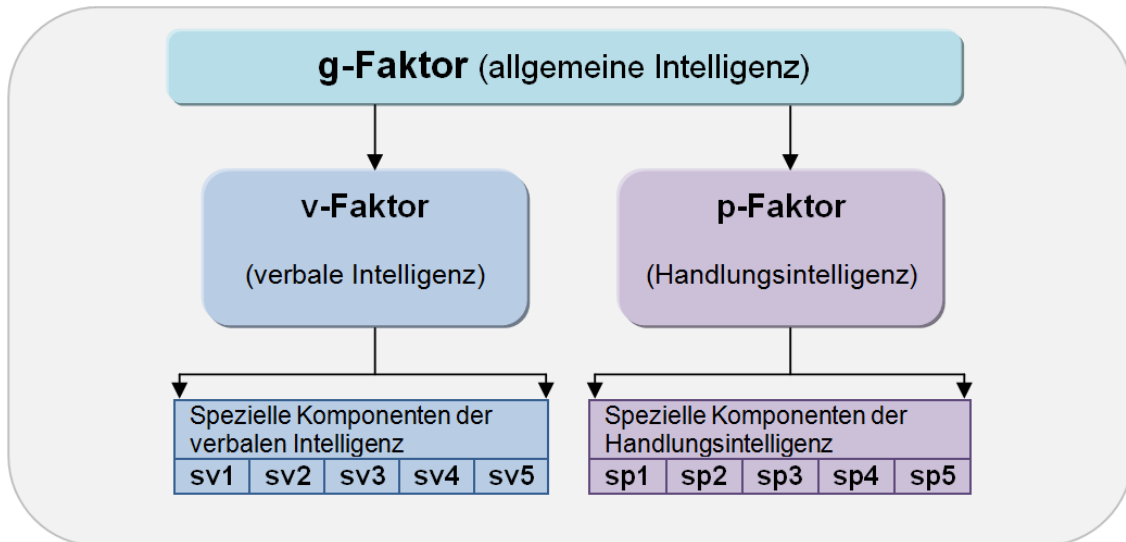 g-Faktor (allgemeine Intelligenz)
v-Faktor
(verbale Intelligenz)
p-Faktor
(Handlungsintelligenz)
Spezielle Komponenten der
verbalen Intelligenz
sv1 sv2 sv3 sv4 sv5
Spezielle Komponenten der
Handlungsintelligenz
sp1 sp2 sp3 sp4 sp5